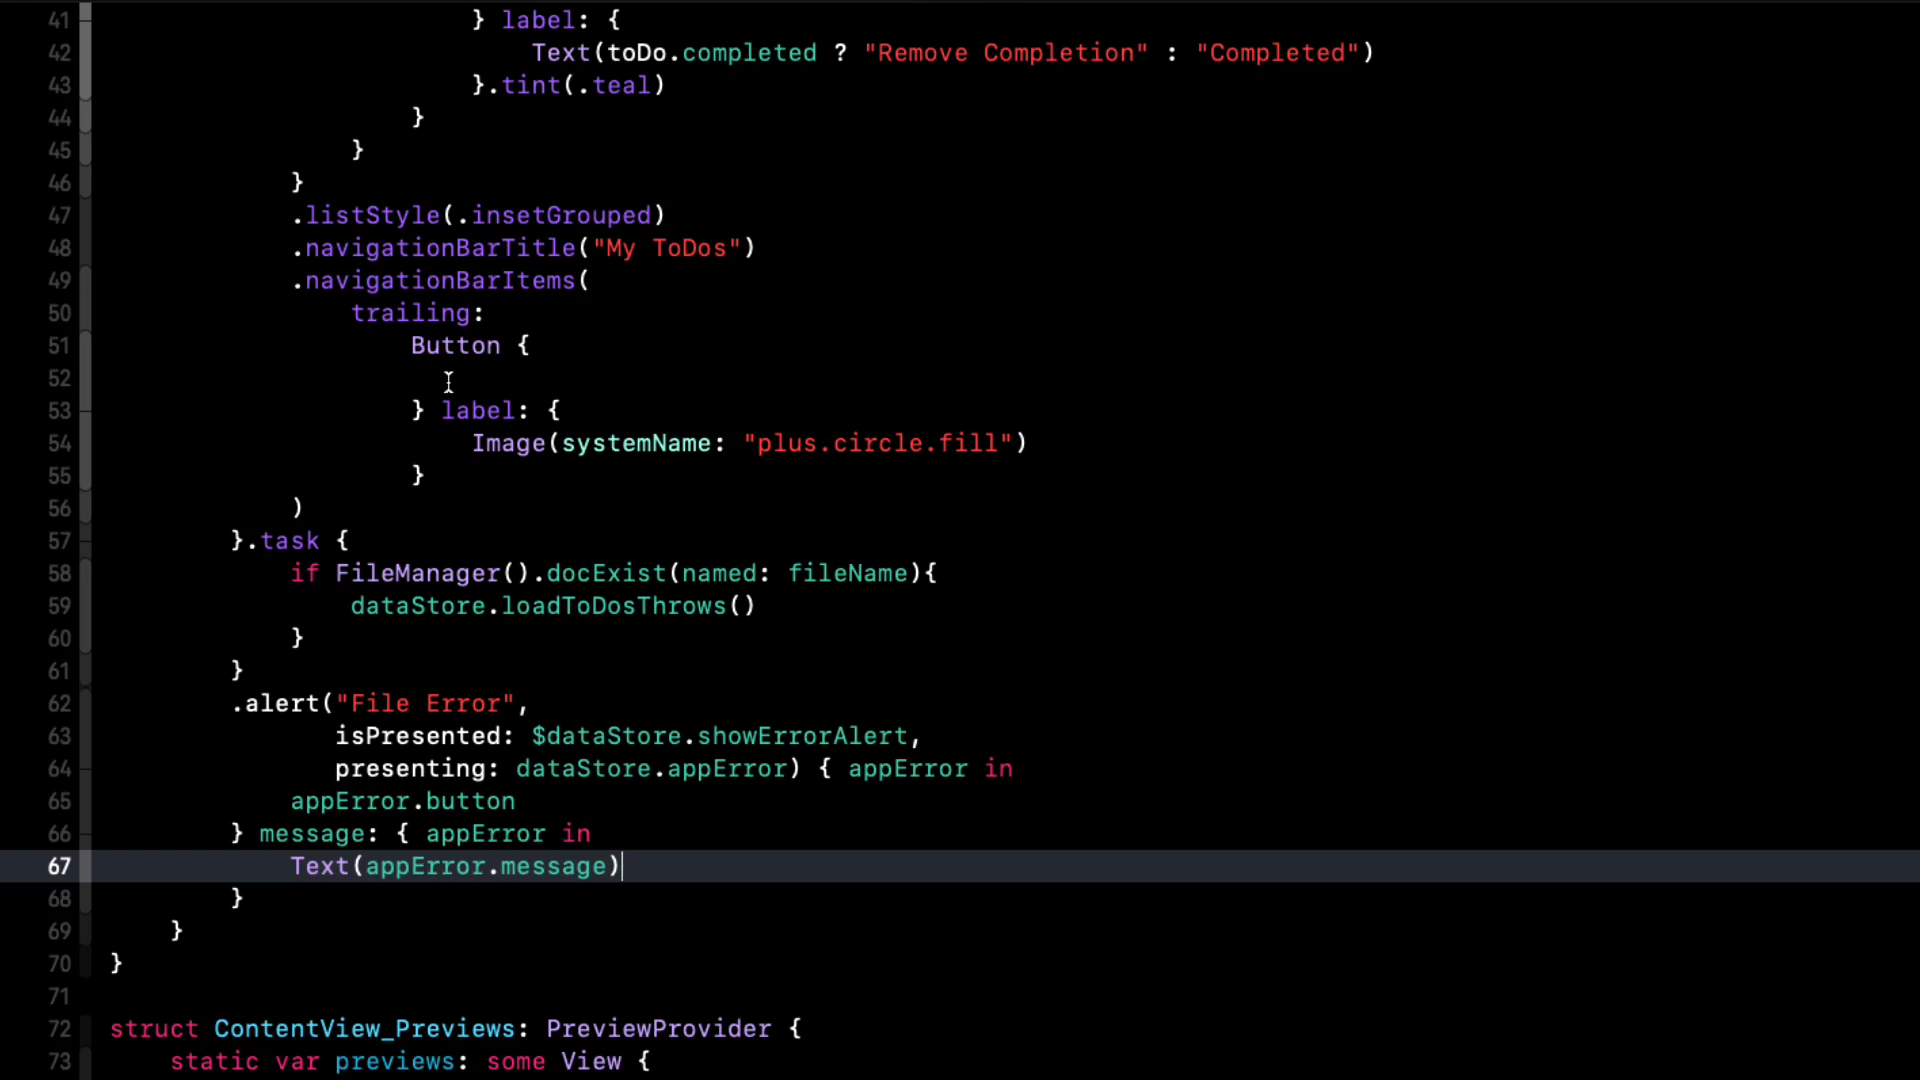 41 } label: {
42 Text(toDo.completed ? "Remove Completion" : "Completed")
43 }.tint(.teal)
44 }
45 }
46 }
47 .listStyle(.insetGrouped)
48 .navigationBarTitle("My ToDos")
49 .navigationBarItems(
50 trailing:
51 Button {
52
53 } label: {
54 Image(systemName: "plus.circle.fill")
55 }
56 )
57 }.task {
58 if FileManager().docExist(named: fileName){
59 dataStore.loadToDosThrows()
60 }
61 }
62 .alert("File Error",
63 isPresented: $dataStore.showErrorAlert,
64 presenting: dataStore.appError) { appError in
65 appError.button
66 } message: { appError in
67 Text(appError.message)
68 }
69 }
70 }
71
72 struct ContentView_Previews: PreviewProvider {
73 static var previews: some View {